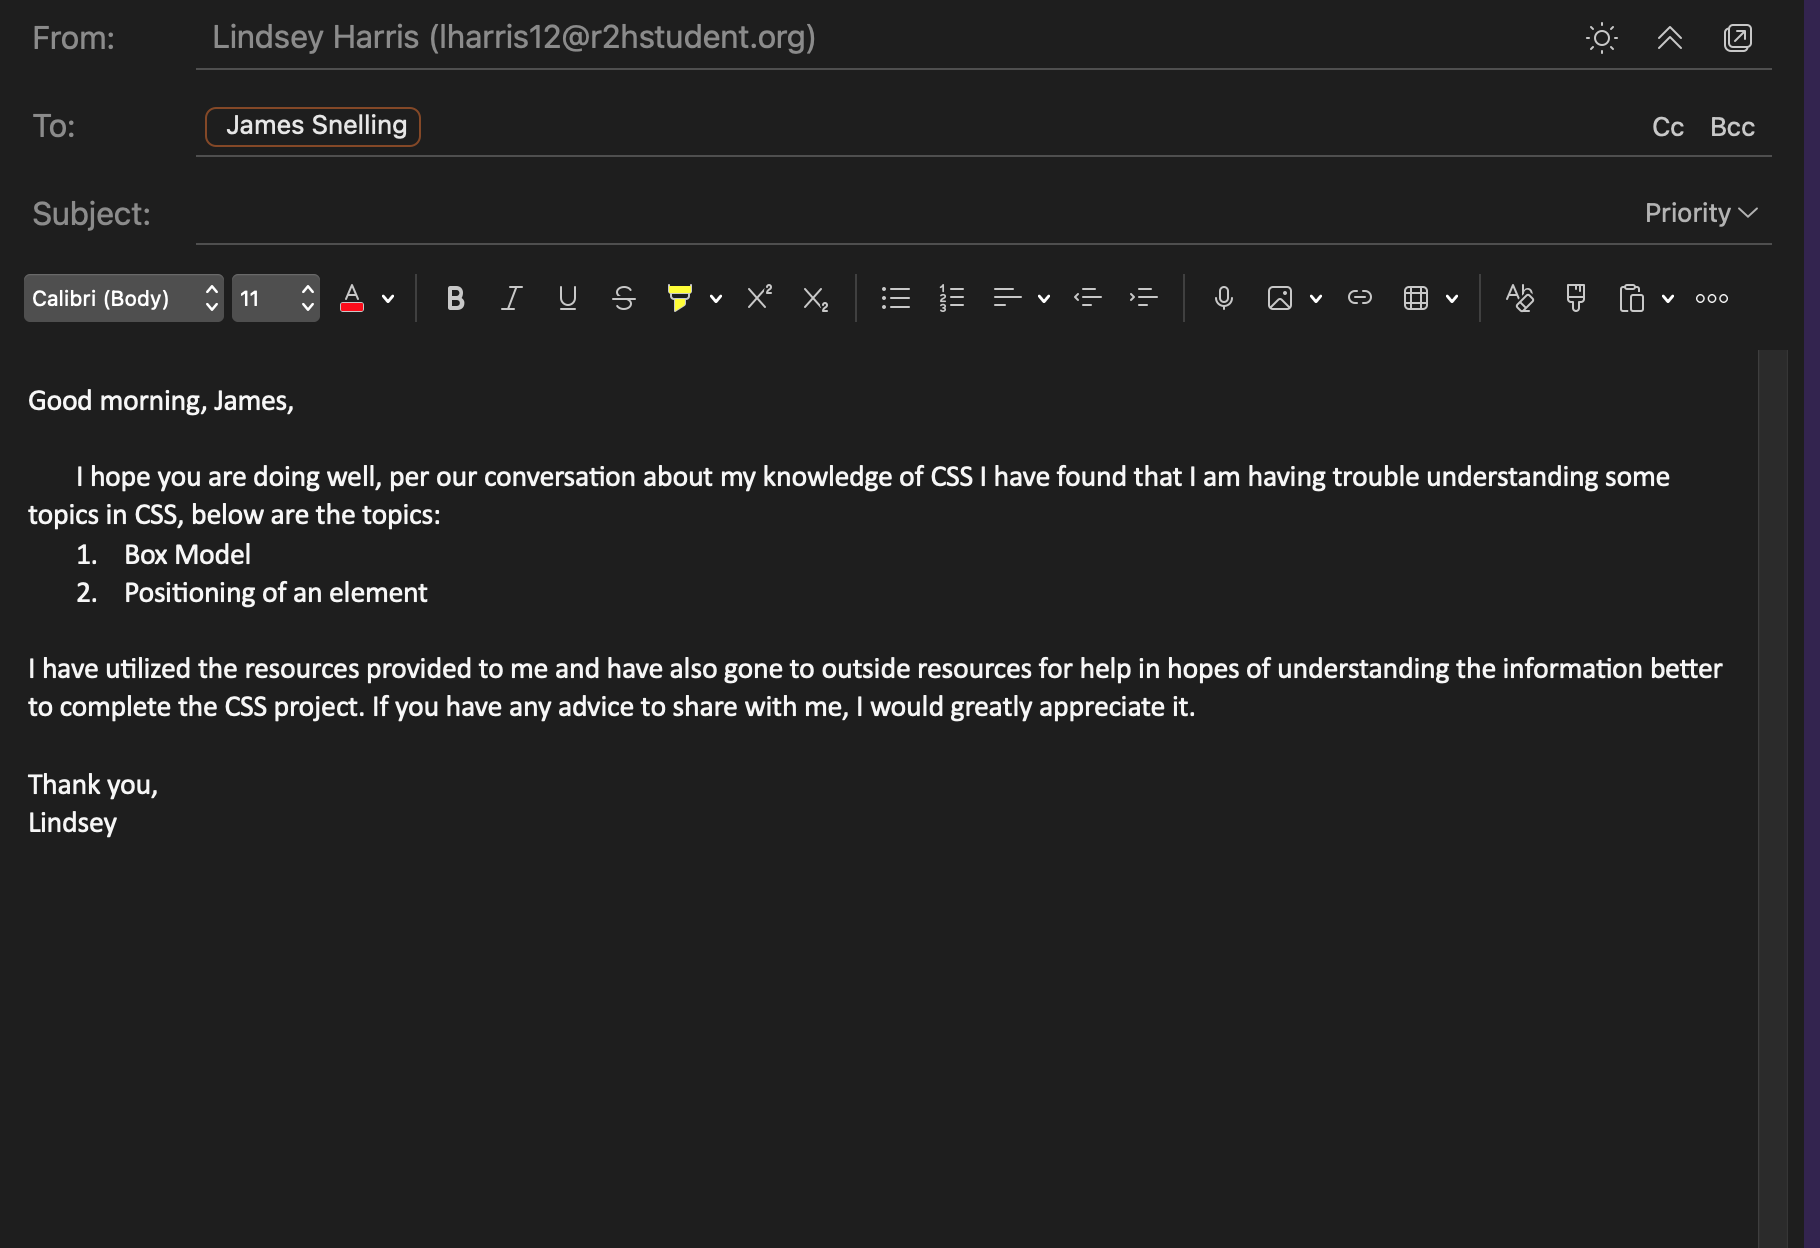 From: Lindsey Harris (lharris12@r2hstudent.org)
To: James Snelling Cc Bcc
Subject: Priority
Calibri (Body) 11
Good morning, James,
I hope you are doing well, per our conversation about my knowledge of CSS I have found that I am having trouble understanding some
topics in CSS, below are the topics:
1. Box Model
2. Positioning of an element
I have utilized the resources provided to me and have also gone to outside resources for help in hopes of understanding the information better
to complete the CSS project. If you have any advice to share with me, I would greatly appreciate it.
Thank you,
Lindsey